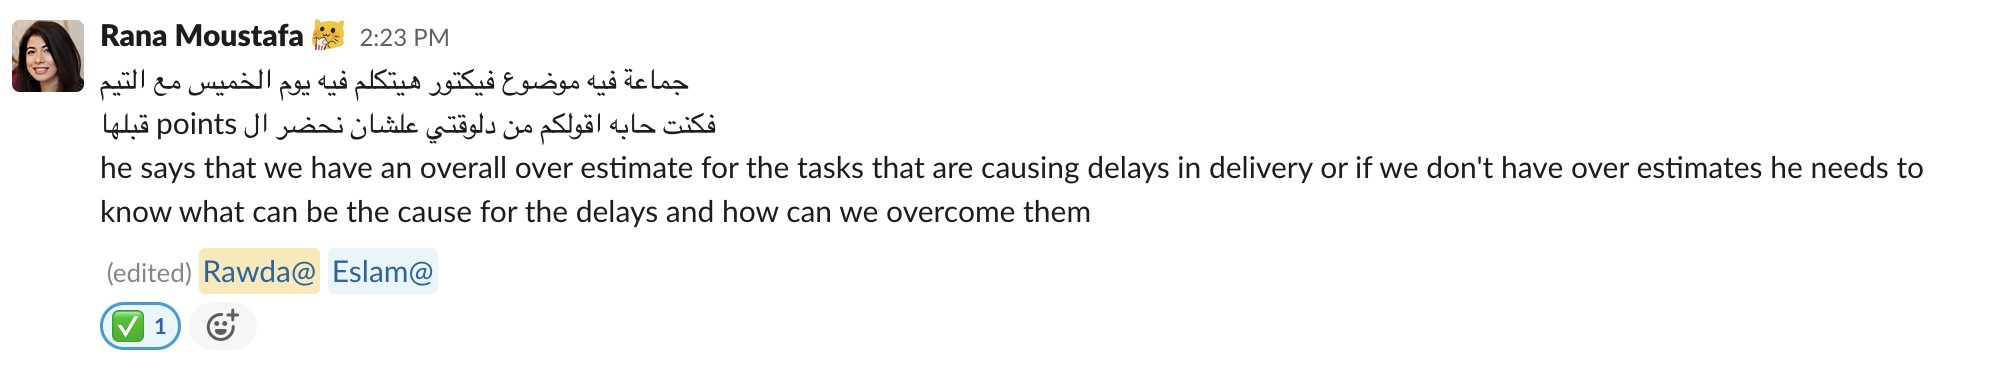 Rana Moustafa 2:23 PM
جماعة فيه موضوع فيكتور هيتكلم فيه يوم الخميس مع التيم
فكنت حابه اقولكم من دلوقتي علشان نحضر ال points قبلها
he says that we have an overall over estimate for the tasks that are causing delays in delivery or if we don't have over estimates he needs to
know what can be the cause for the delays and how can we overcome them
(edited) Rawda@ Eslam@
1